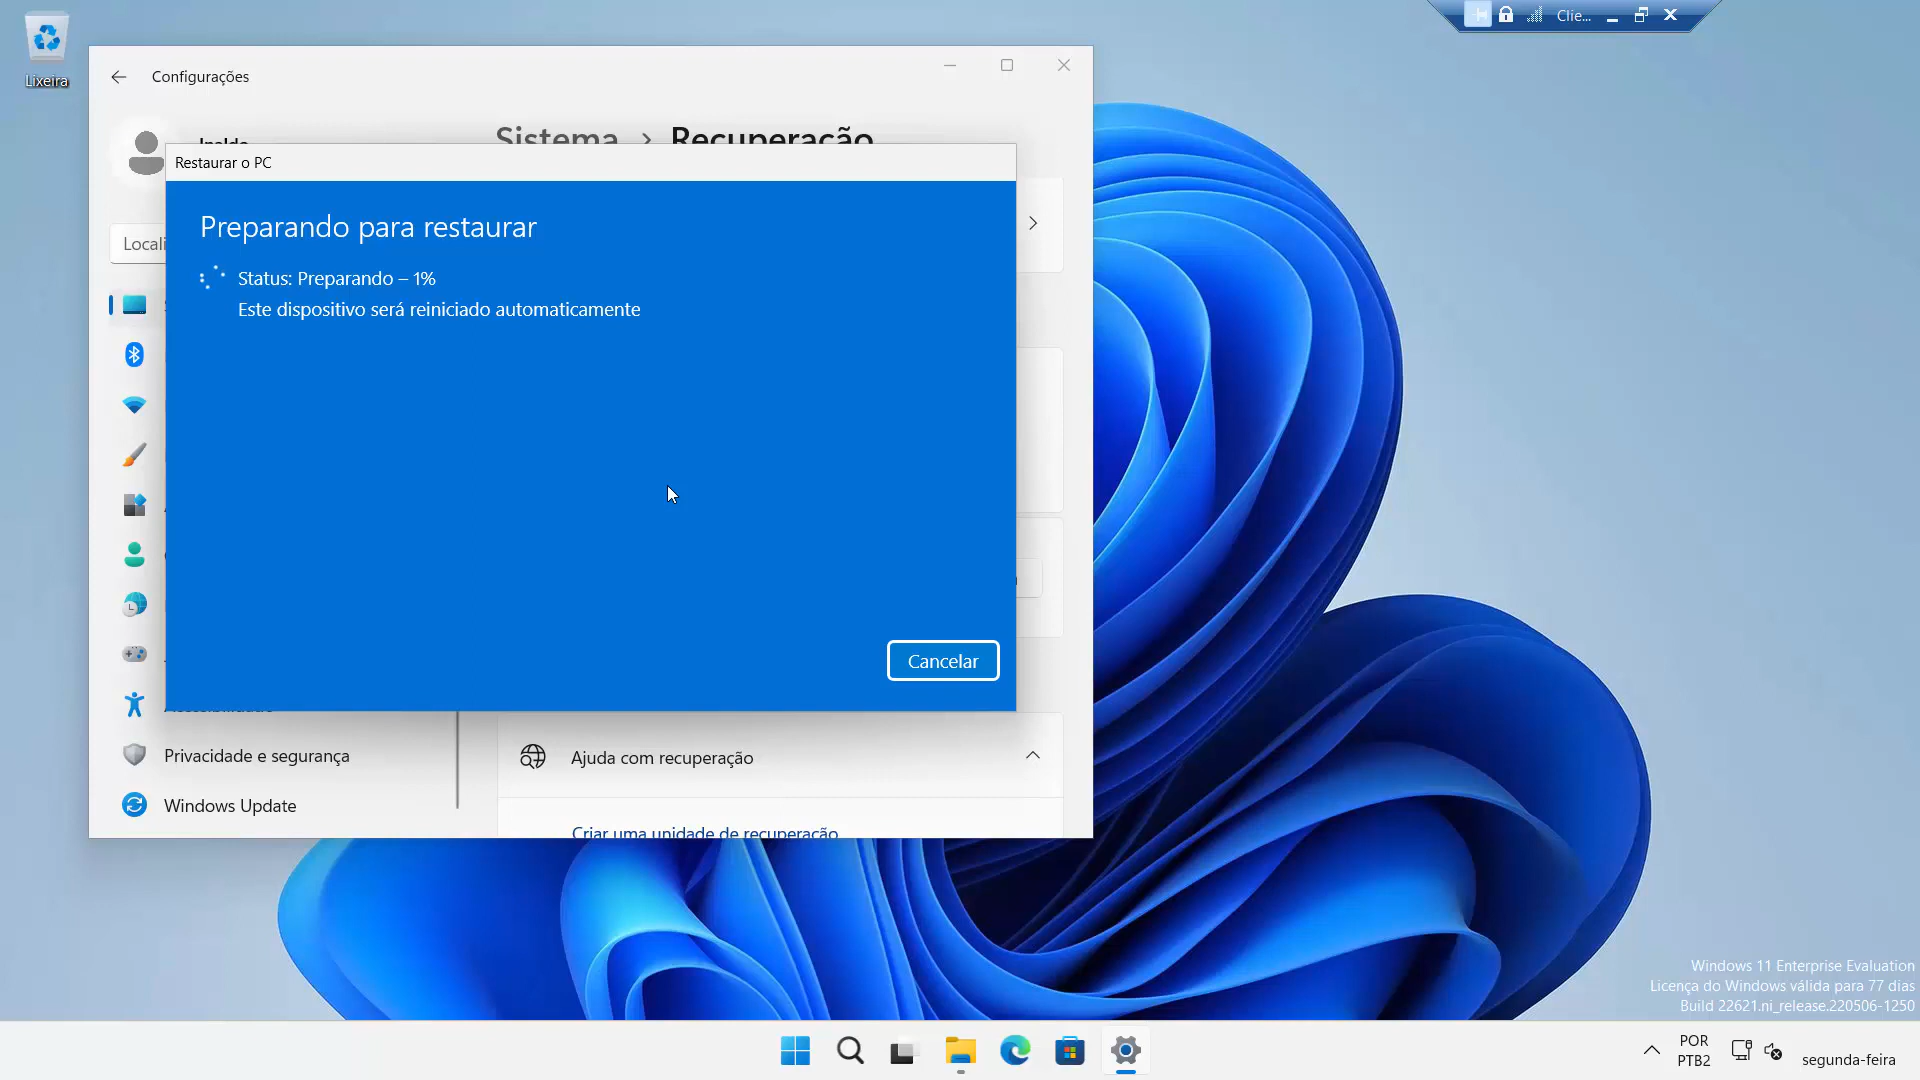 Lixeira
Clie...
Configurações
Sistema > Recuperação
Restaurar o PC
Preparando para restaurar
Status: Preparando – 1%
Este dispositivo será reiniciado automaticamente
Cancelar
Privacidade e segurança
Windows Update
Ajuda com recuperação
Criar uma unidade de recuperação
Windows 11 Enterprise Evaluation
Licença do Windows válida para 77 dias
Build 22621.ni_release.220506-1250
POR
PTB2
segunda-feira